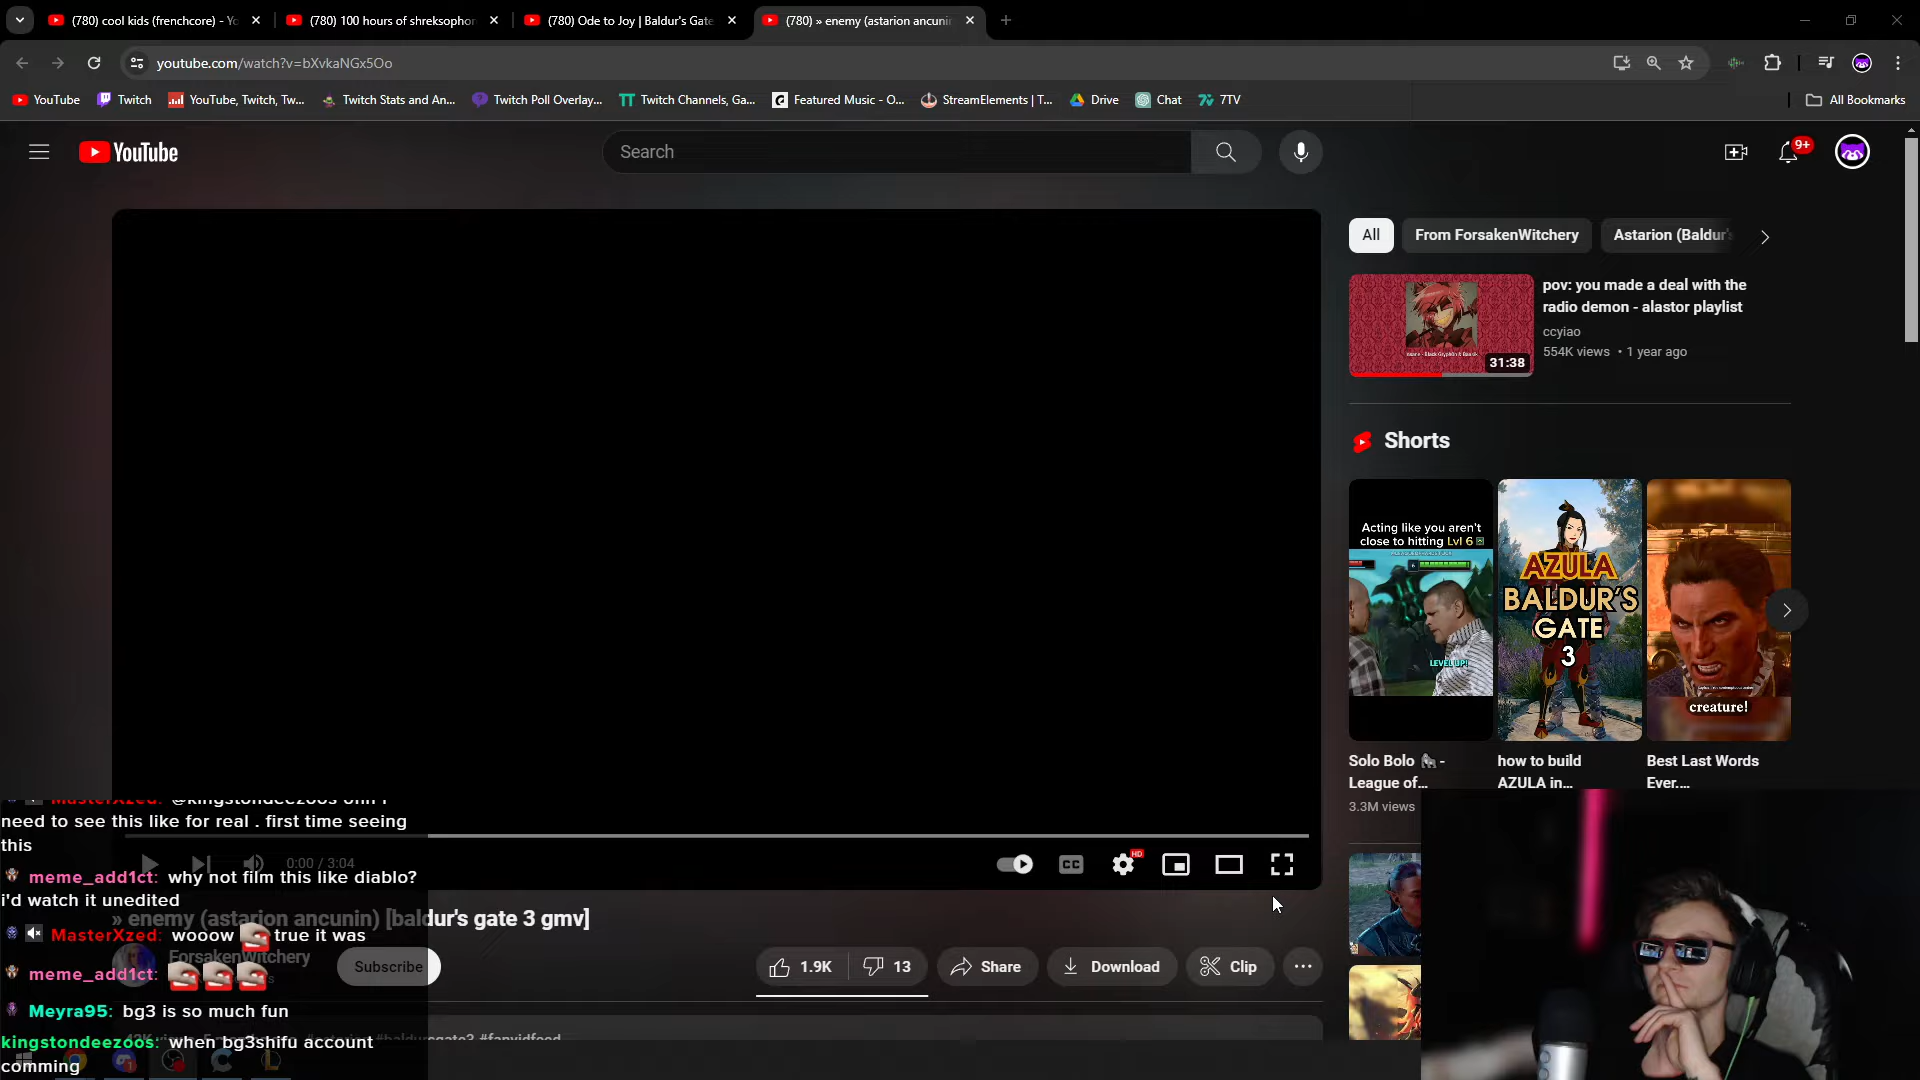 (780) cool kids (frenchcore) - Yo
(780) 100 hours of shreksophon
(780) Ode to Joy | Baldur's Gate
(780) » enemy (astarion ancunin
youtube.com/watch?v=bXvkaNGx5Oo
YouTube
Twitch
YouTube, Twitch, Tw...
Twitch Stats and An...
Twitch Poll Overlay...
Twitch Channels, Ga...
Featured Music - O...
StreamElements | T...
Drive
Chat
7TV
All Bookmarks
YouTube
Search
9+
All
From ForsakenWitchery
Astarion (Baldur's
pov: you made a deal with the
radio demon - alastor playlist
ccyiao
554K views • 1 year ago
31:38
Shorts
Acting like you aren't
close to hitting Lvl 6
LEVEL UP!
AZULA
BALDUR'S
GATE
3
creature!
Solo Bolo 🦍 -
League of...
3.3M views
how to build
AZULA in...
Best Last Words
Ever....
MasterXzed: @kingstondeezoos ohh i
need to see this like for real . first time seeing
this
0:00 / 3:04
CC
HD
meme_add1ct: why not film this like diablo?
i'd watch it unedited
» enemy (astarion ancunin) [baldur's gate 3 gmv]
MasterXzed: wooow true it was
ForsakenWitchery
Subscribe
1.9K
13
Share
Download
Clip
meme_add1ct:
Meyra95: bg3 is so much fun
kingstondeezoos: when bg3shifu account
comming